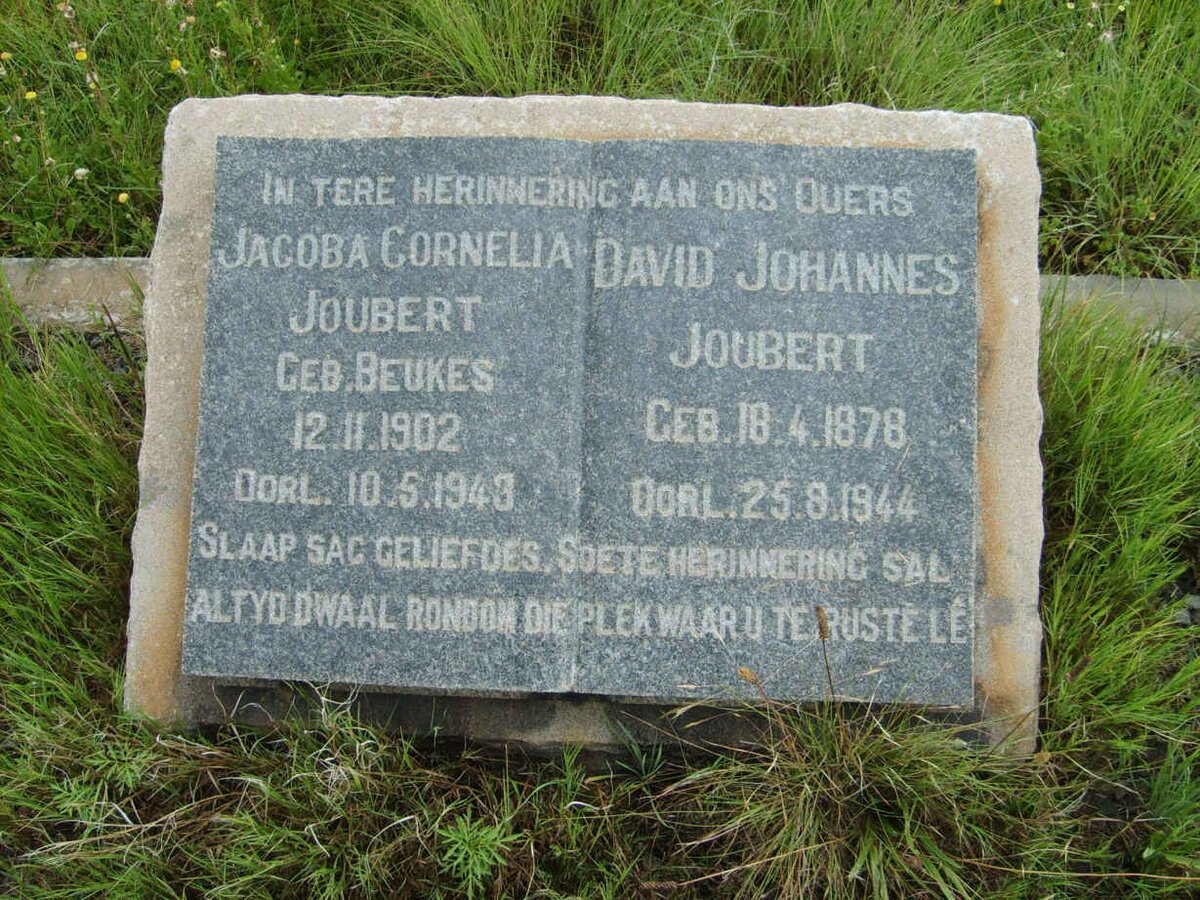 IN TERE HERINNERING AAN ONS OUERS
JACOBA CORNELIA
JOUBERT
GEB. BEUKES
12.11.1902
OORL. 10.5.1943
DAVID JOHANNES
JOUBERT
GEB. 18.4.1878
OORL. 25.8.1944
SLAAP SAG GELIEFDES. SOETE HERINNERING SAL
ALTYD DWAAL RONDOM DIE PLEK WAAR U TE RUSTE LÊ